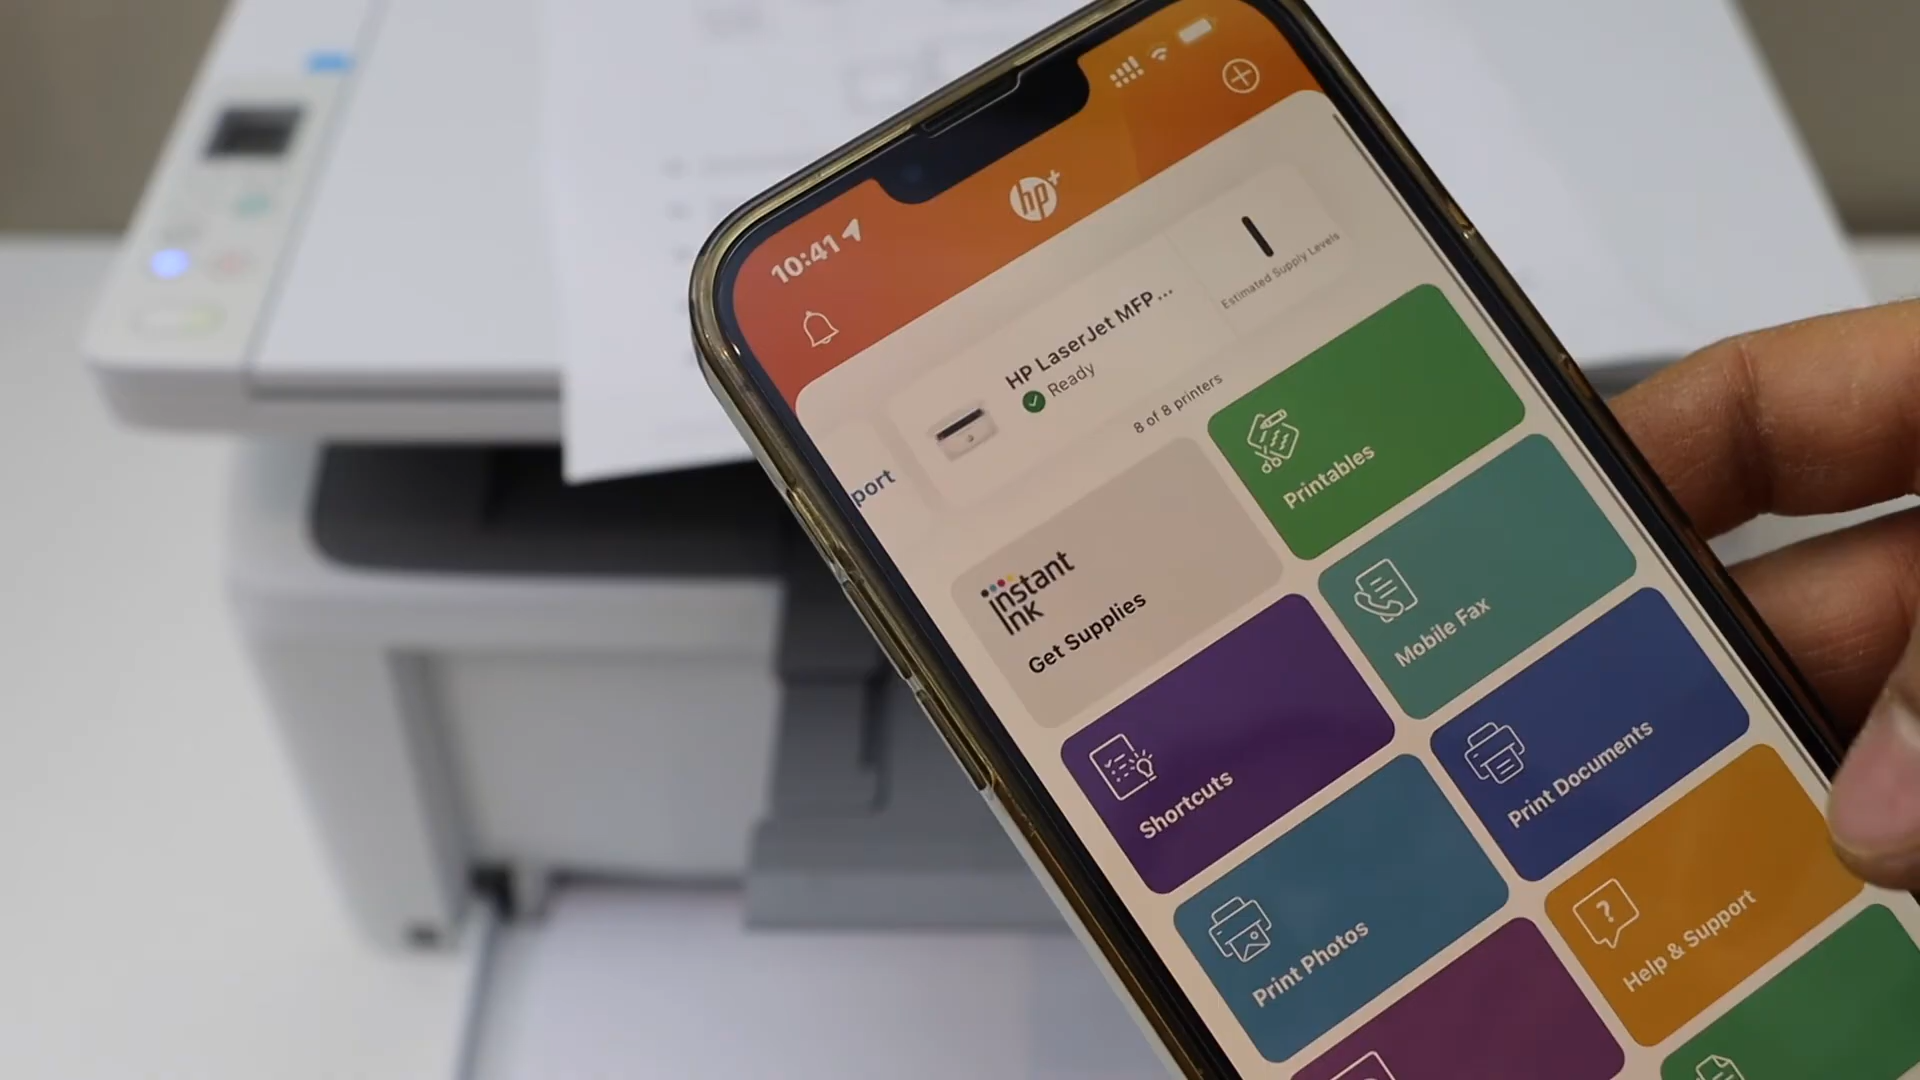 10:41
hp+
HP LaserJet MFP...
Ready
Estimated Supply Levels
8 of 8 printers
port
Instant
Ink
Get Supplies
Printables
Mobile Fax
Shortcuts
Print Documents
Print Photos
Help & Support